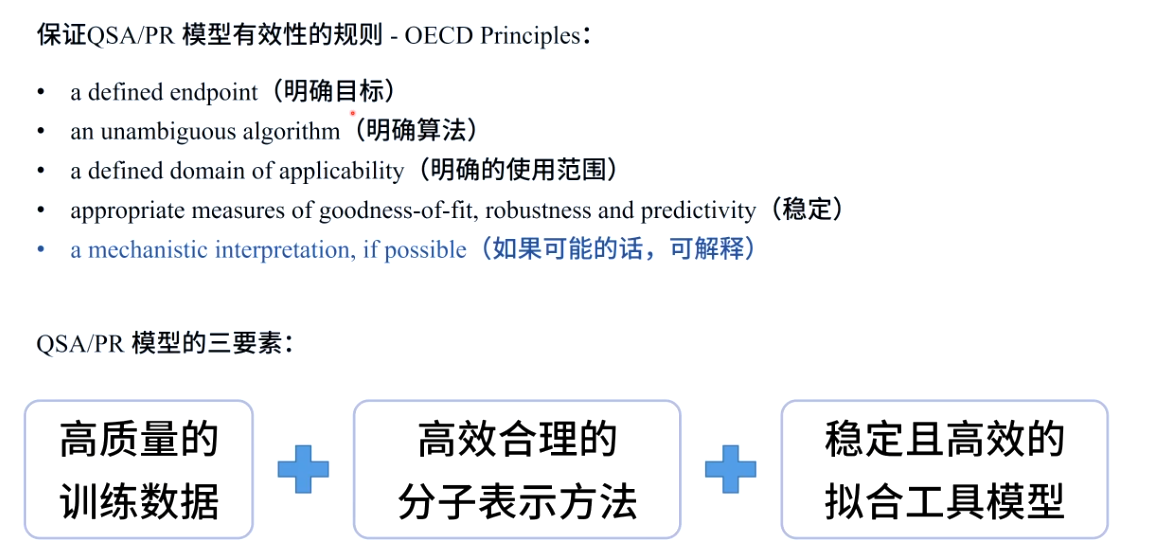 保证QSA/PR 模型有效性的规则 - OECD Principles：
• a defined endpoint（明确目标）
• an unambiguous algorithm（明确算法）
• a defined domain of applicability（明确的使用范围）
• appropriate measures of goodness-of-fit, robustness and predictivity（稳定）
• a mechanistic interpretation, if possible（如果可能的话，可解释）
QSA/PR 模型的三要素：
高质量的
训练数据
高效合理的
分子表示方法
稳定且高效的
拟合工具模型